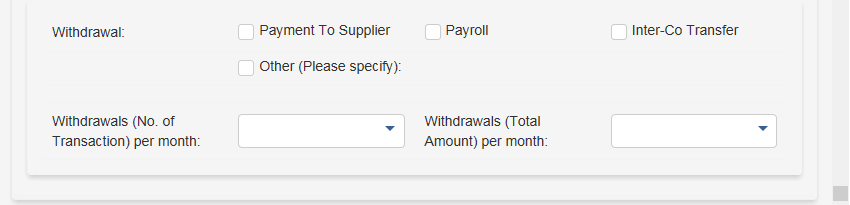 Withdrawal:
Payment To Supplier
Payroll
Inter-Co Transfer
Other (Please specify):
Withdrawals (No. of
Transaction) per month:
Withdrawals (Total
Amount) per month: